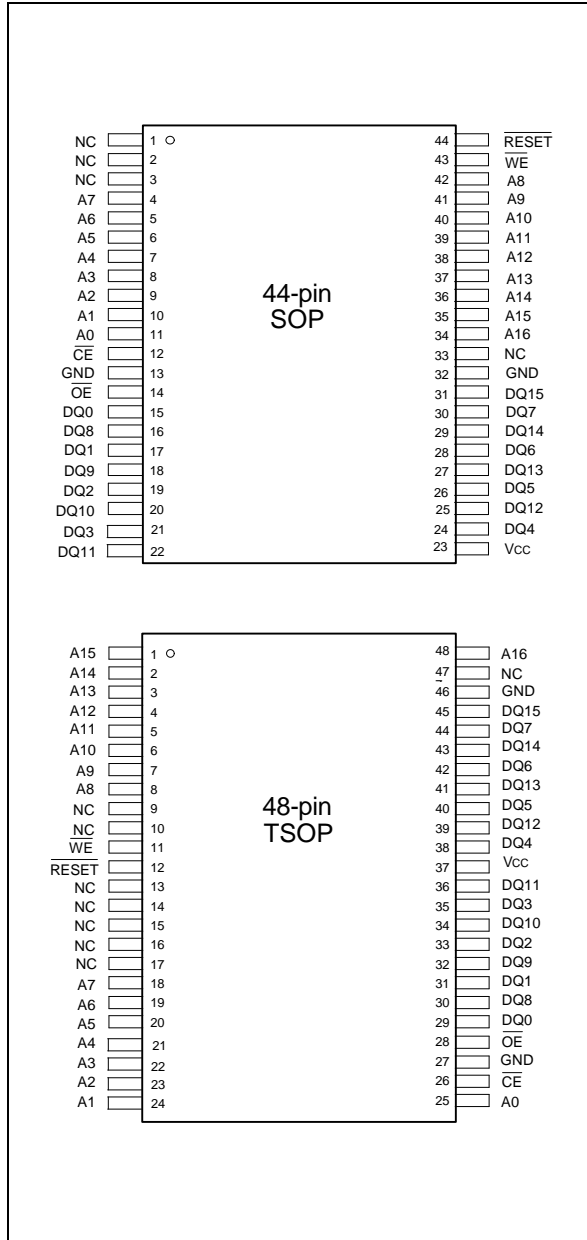 NC 1 44 RESET
NC 2 43 WE
NC 3 42 A8
A7 4 41 A9
A6 5 40 A10
A5 6 39 A11
A4 7 38 A12
A3 8 37 A13
A2 9 36 A14
A1 10 35 A15
A0 11 34 A16
CE 12 33 NC
GND 13 32 GND
OE 14 31 DQ15
DQ0 15 30 DQ7
DQ8 16 29 DQ14
DQ1 17 28 DQ6
DQ9 18 27 DQ13
DQ2 19 26 DQ5
DQ10 20 25 DQ12
DQ3 21 24 DQ4
DQ11 22 23 VCC
44-pin
SOP
A15 1 48 A16
A14 2 47 NC
A13 3 46 GND
A12 4 45 DQ15
A11 5 44 DQ7
A10 6 43 DQ14
A9 7 42 DQ6
A8 8 41 DQ13
NC 9 40 DQ5
NC 10 39 DQ12
WE 11 38 DQ4
RESET 12 37 VCC
NC 13 36 DQ11
NC 14 35 DQ3
NC 15 34 DQ10
NC 16 33 DQ2
NC 17 32 DQ9
A7 18 31 DQ1
A6 19 30 DQ8
A5 20 29 DQ0
A4 21 28 OE
A3 22 27 GND
A2 23 26 CE
A1 24 25 A0
48-pin
TSOP